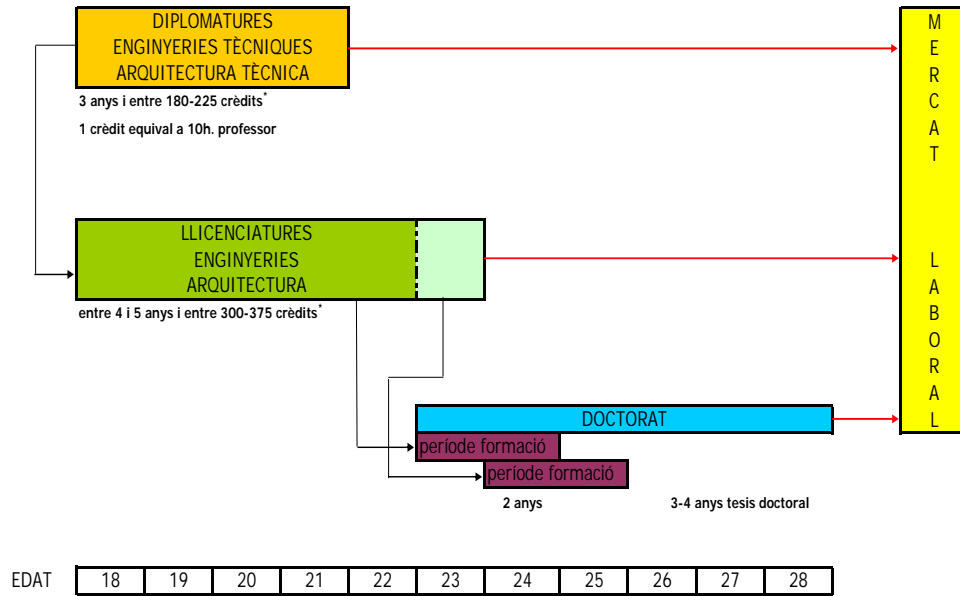 DIPLOMATURES
ENGINYERIES TÈCNIQUES
ARQUITECTURA TÈCNICA
3 anys i entre 180-225 crèdits*
1 crèdit equival a 10h. professor
LLICENCIATURES
ENGINYERIES
ARQUITECTURA
entre 4 i 5 anys i entre 300-375 crèdits*
DOCTORAT
període formació
període formació
2 anys
3-4 anys tesis doctoral
M
E
R
C
A
T
L
A
B
O
R
A
L
EDAT 18 19 20 21 22 23 24 25 26 27 28